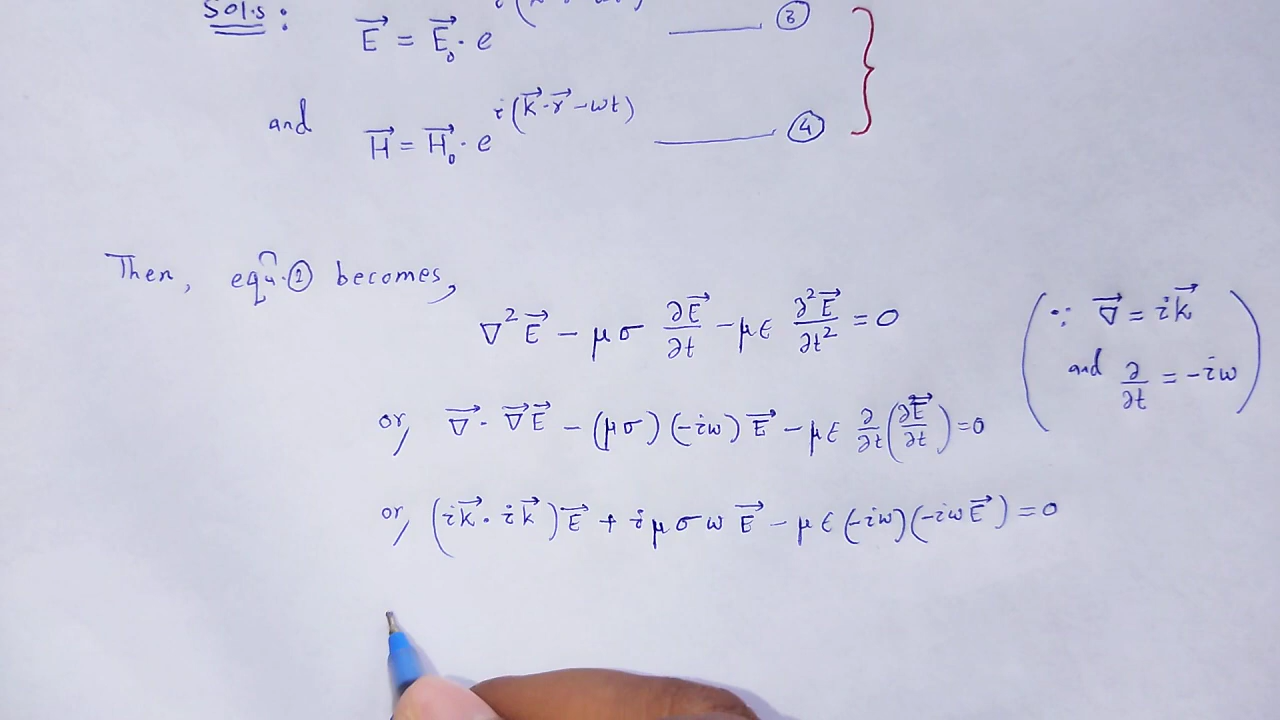 Sol.s :
E⃗ = E⃗₀ · e ——— ③
and H⃗ = H⃗₀ · e^{i(k⃗·r⃗ - ωt)} ——— ④
Then, equn.② becomes,
∇²E⃗ - μσ ∂E⃗/∂t - με ∂²E⃗/∂t² = 0
(∵ ∇⃗ = ik⃗
and ∂/∂t = -iω)
or, ∇⃗ · ∇⃗E⃗ - (μσ)(-iω)E⃗ - με ∂/∂t(∂E⃗/∂t) = 0
or, (ik⃗ · ik⃗)E⃗ + iμσωE⃗ - με(-iω)(-iωE⃗) = 0